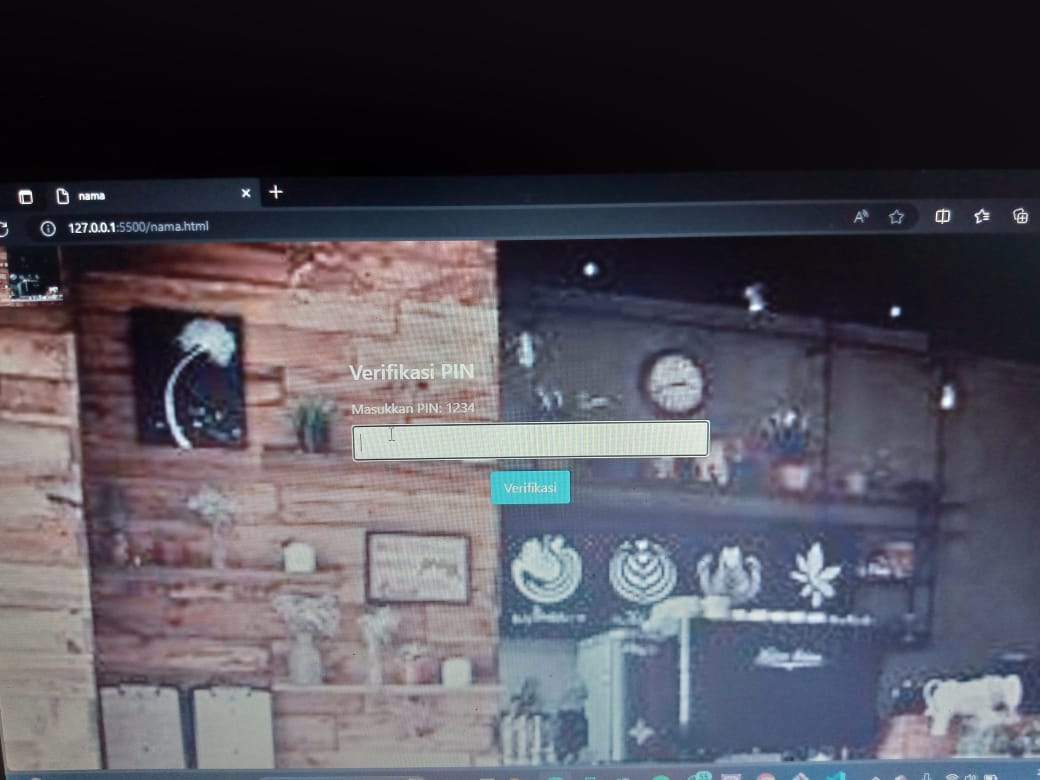 nama
127.0.0.1:5500/nama.html
Verifikasi PIN
Masukkan PIN: 1234
Verifikasi